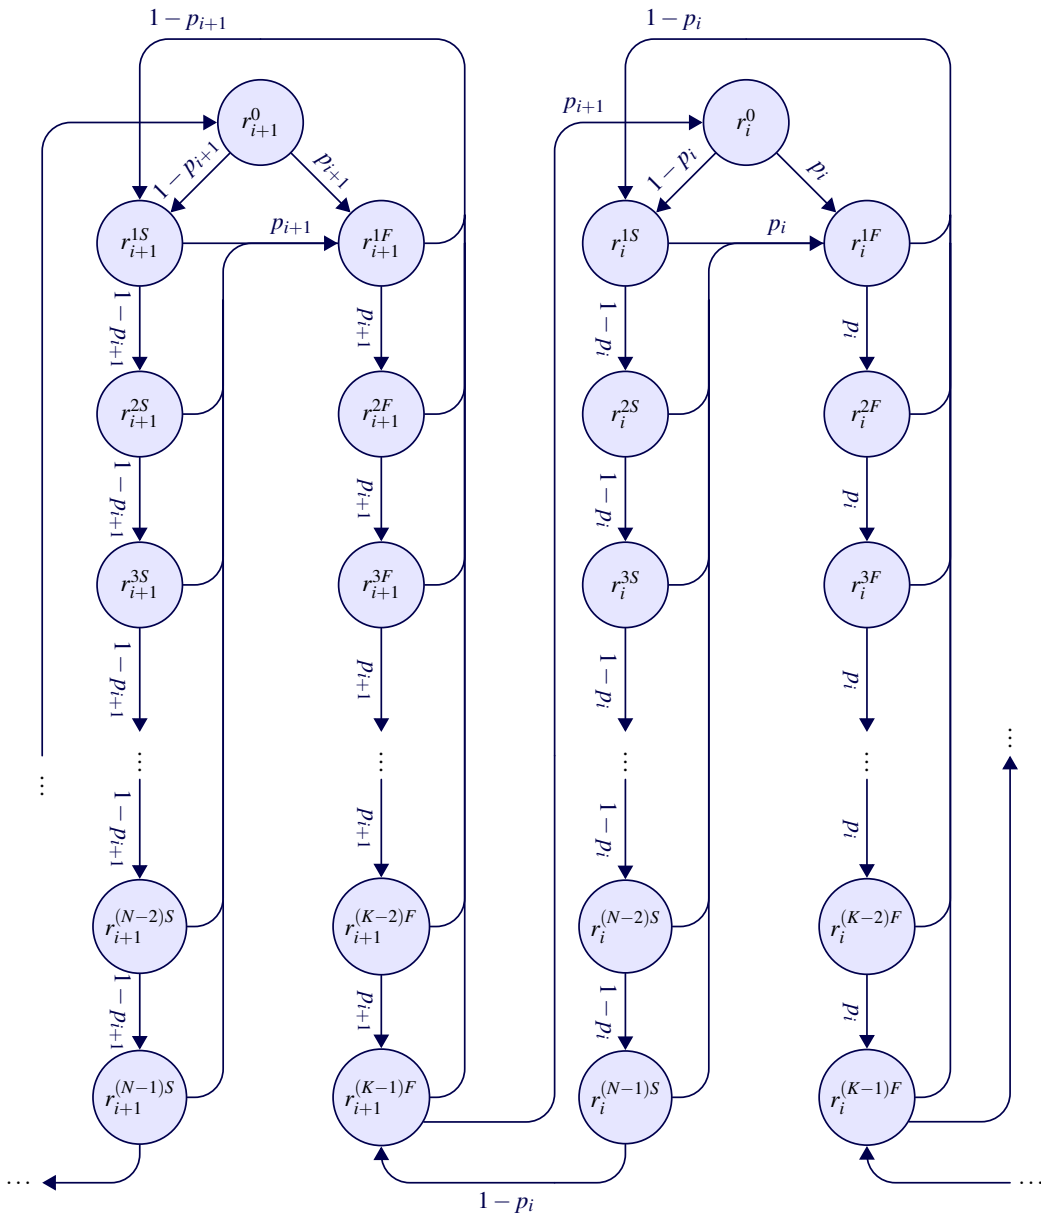 1 − p_{i+1}
1 − p_i
p_{i+1}
r_{i+1}^{0}
r_i^{0}
1 − p_{i+1}
p_{i+1}
1 − p_i
p_i
r_{i+1}^{1S}
p_{i+1}
r_{i+1}^{1F}
r_i^{1S}
p_i
r_i^{1F}
1 − p_{i+1}
p_{i+1}
1 − p_i
p_i
r_{i+1}^{2S}
r_{i+1}^{2F}
r_i^{2S}
r_i^{2F}
1 − p_{i+1}
p_{i+1}
1 − p_i
p_i
r_{i+1}^{3S}
r_{i+1}^{3F}
r_i^{3S}
r_i^{3F}
1 − p_{i+1}
p_{i+1}
1 − p_i
p_i
⋮
⋮
⋮
⋮
⋮
⋮
1 − p_{i+1}
p_{i+1}
1 − p_i
p_i
r_{i+1}^{(N−2)S}
r_{i+1}^{(K−2)F}
r_i^{(N−2)S}
r_i^{(K−2)F}
1 − p_{i+1}
p_{i+1}
1 − p_i
p_i
r_{i+1}^{(N−1)S}
r_{i+1}^{(K−1)F}
r_i^{(N−1)S}
r_i^{(K−1)F}
⋯
⋯
1 − p_i